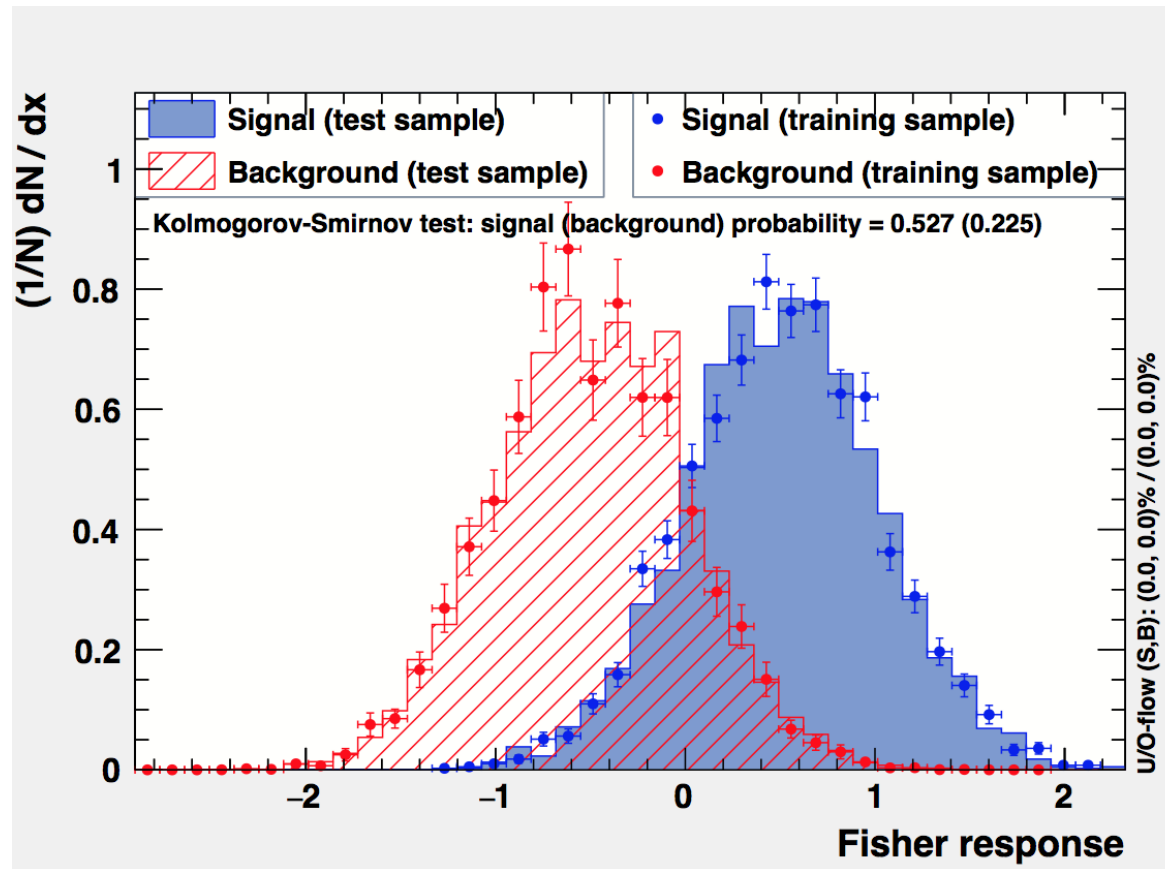 Signal (test sample)
Background (test sample)
Signal (training sample)
Background (training sample)
Kolmogorov-Smirnov test: signal (background) probability = 0.527 (0.225)
(1/N) dN / dx
1
0.8
0.6
0.4
0.2
0
−2
−1
0
1
2
Fisher response
U/O-flow (S,B): (0.0, 0.0)% / (0.0, 0.0)%